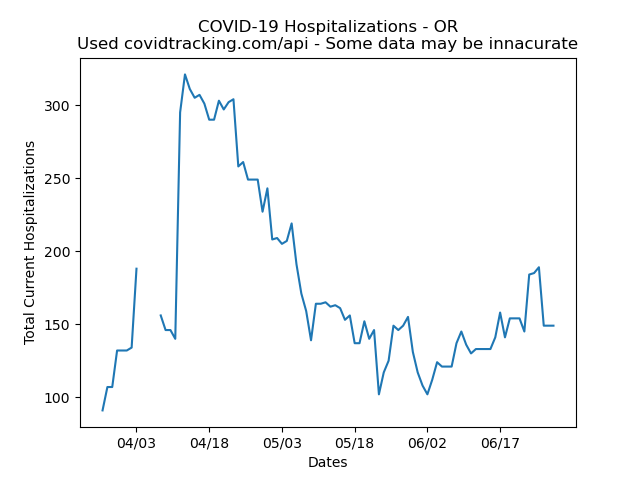 COVID-19 Hospitalizations - OR
Used covidtracking.com/api - Some data may be innacurate
Total Current Hospitalizations
300
250
200
150
100
04/03 04/18 05/03 05/18 06/02 06/17
Dates